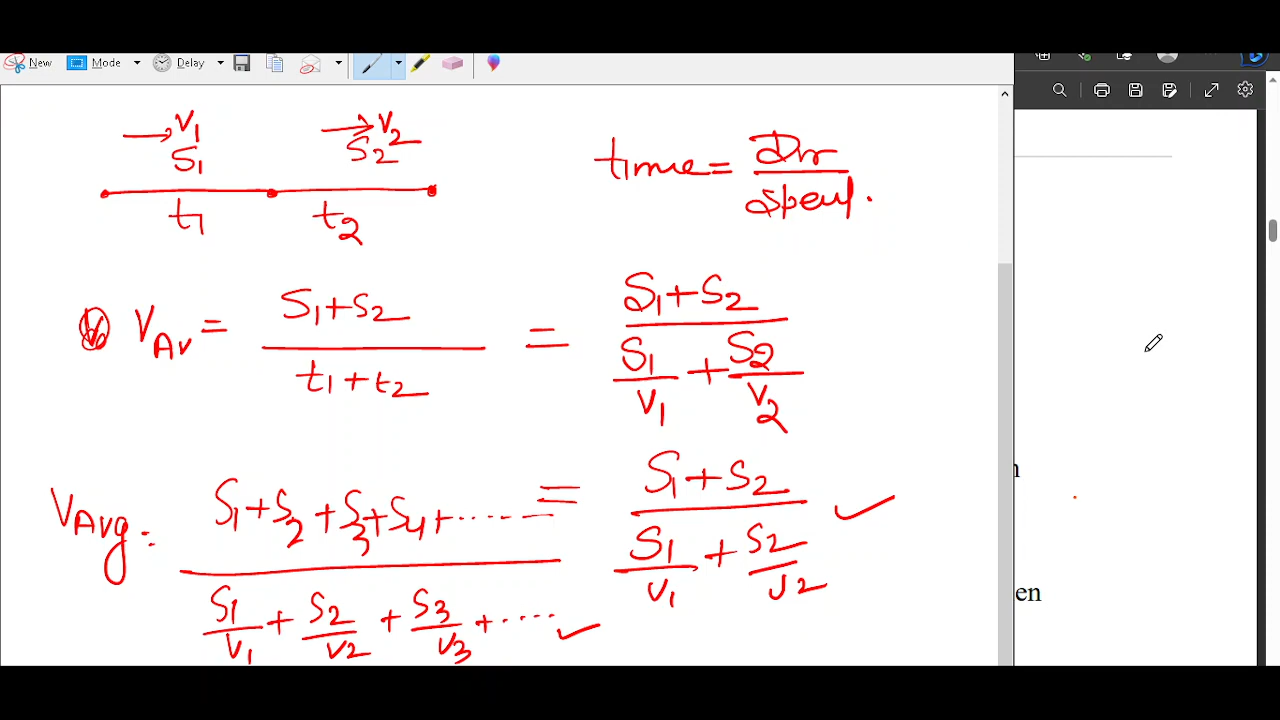 New Mode Delay
→V1 →V2
S1 S2
t1 t2
time = Dis/Speed.
VAv = (S1+S2)/(t1+t2) = (S1+S2)/(S1/V1 + S2/V2)
= (S1+S2)/(S1/V1 + S2/V2) ✓
VAvg: (S1+S2+S3+S4+......)/(S1/V1 + S2/V2 + S3/V3 + ....) ✓
n
en